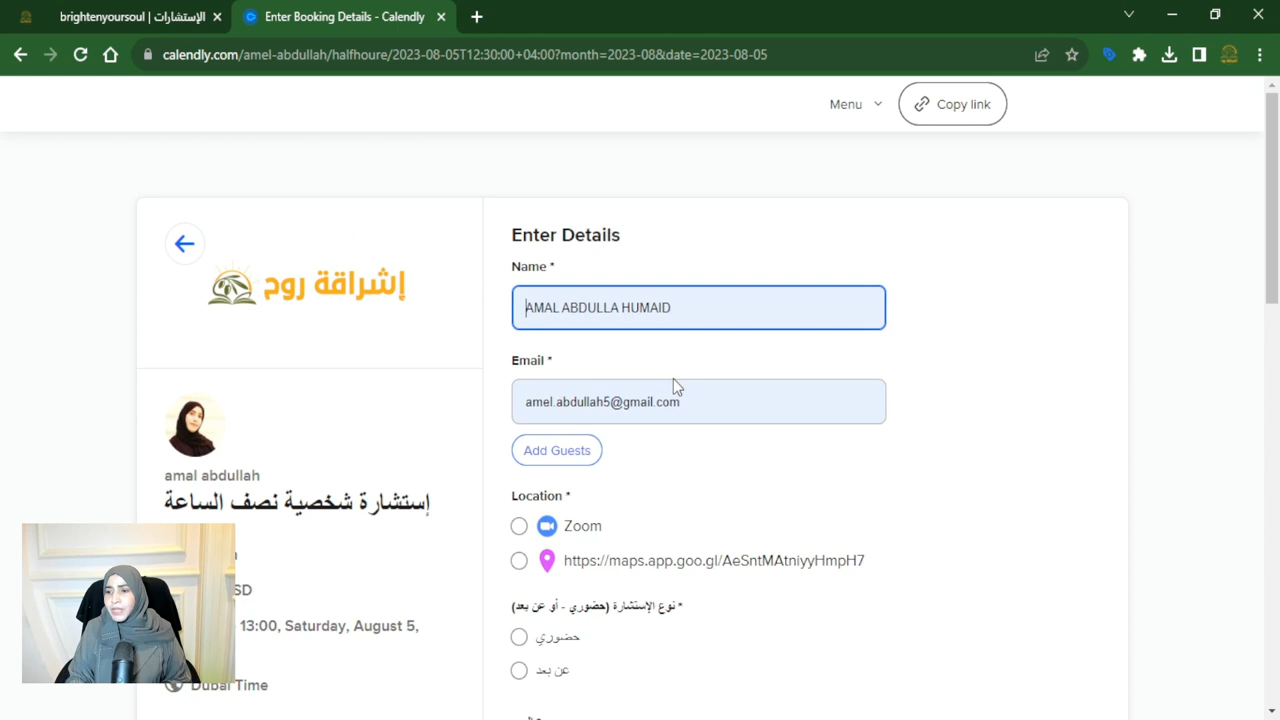 brightenyoursoul | الإستشارات
Enter Booking Details - Calendly
calendly.com/amel-abdullah/halfhoure/2023-08-05T12:30:00+04:00?month=2023-08&date=2023-08-05
Menu
Copy link
إشراقة روح
amal abdullah
إستشارة شخصية نصف الساعة
SD
13:00, Saturday, August 5,
Dubai Time
Enter Details
Name *
AMAL ABDULLA HUMAID
Email *
amel.abdullah5@gmail.com
Add Guests
Location *
Zoom
https://maps.app.goo.gl/AeSntMAtniyyHmpH7
نوع الإستشارة (حضوري - أو عن بعد) *
حضوري
عن بعد